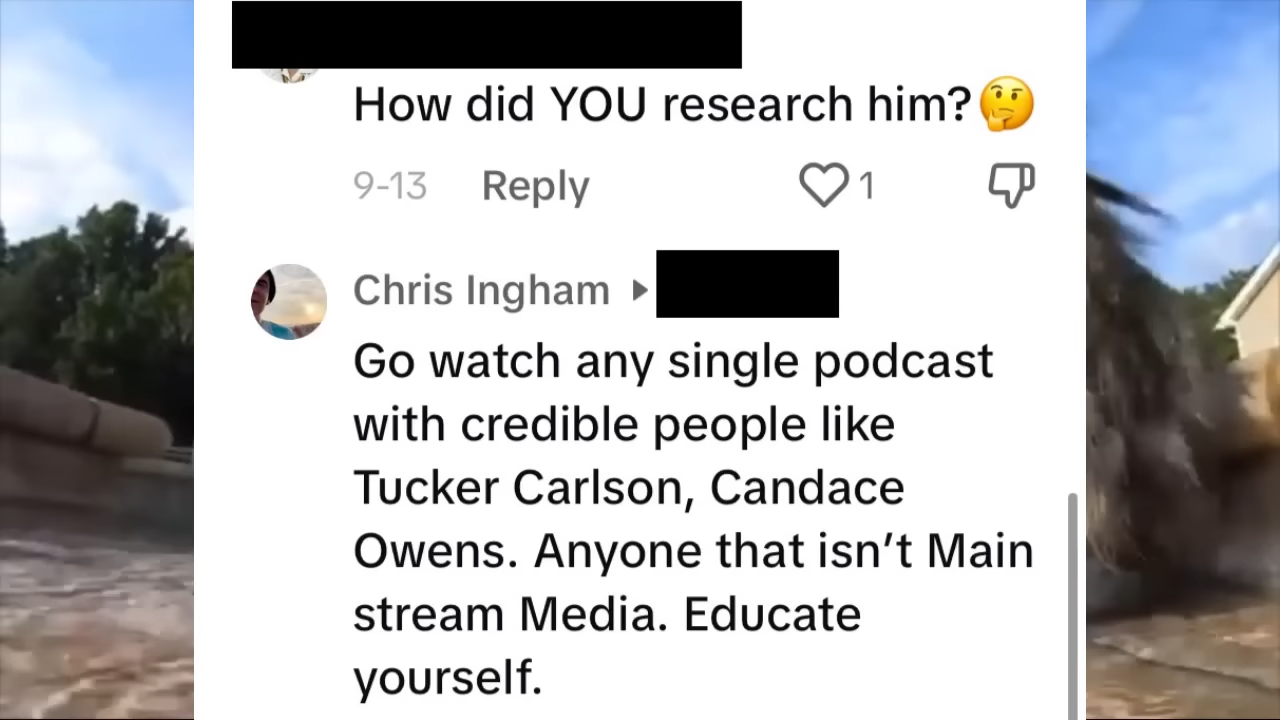 How did YOU research him?🤔
9-13 Reply 1
Chris Ingham
Go watch any single podcast
with credible people like
Tucker Carlson, Candace
Owens. Anyone that isn’t Main
stream Media. Educate
yourself.